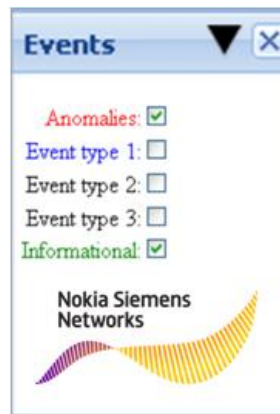 Events
Anomalies:
Event type 1:
Event type 2:
Event type 3:
Informational:
Nokia Siemens
Networks